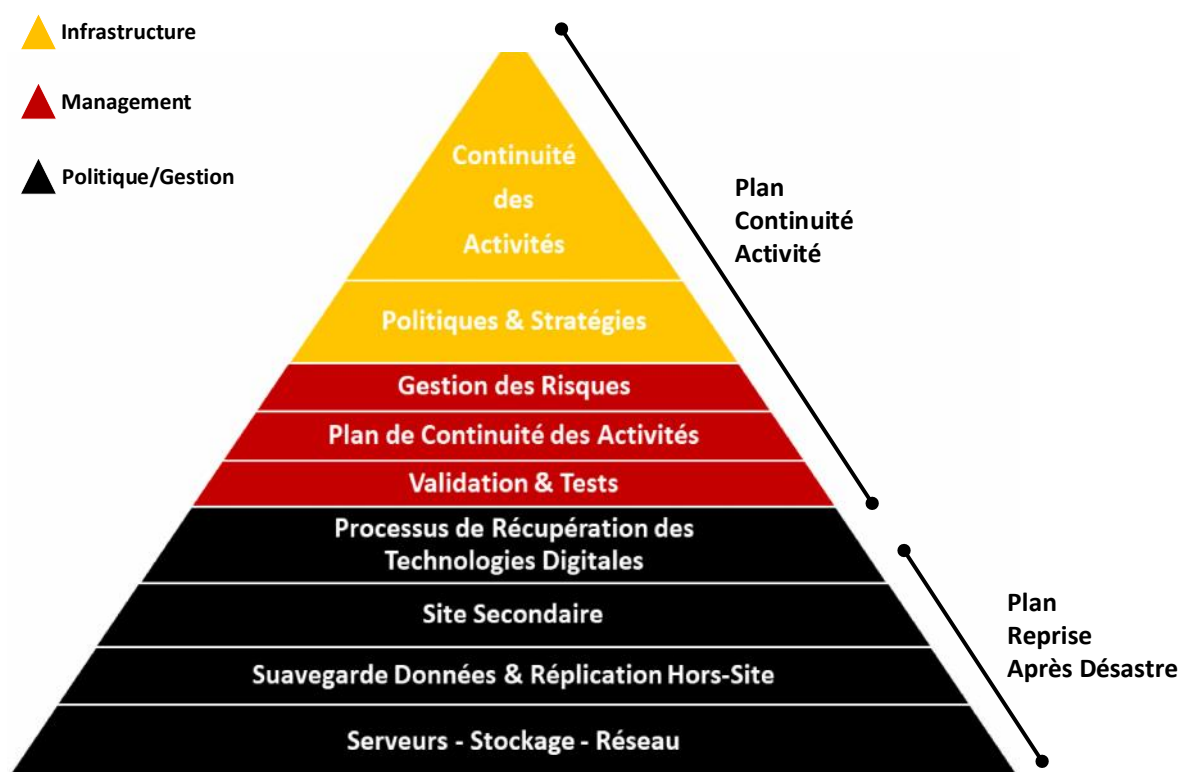 Infrastructure
Management
Politique/Gestion
Continuité
des
Activités
Politiques & Stratégies
Gestion des Risques
Plan de Continuité des Activités
Validation & Tests
Processus de Récupération des
Technologies Digitales
Site Secondaire
Suavegarde Données & Réplication Hors-Site
Serveurs - Stockage - Réseau
Plan
Continuité
Activité
Plan
Reprise
Après Désastre